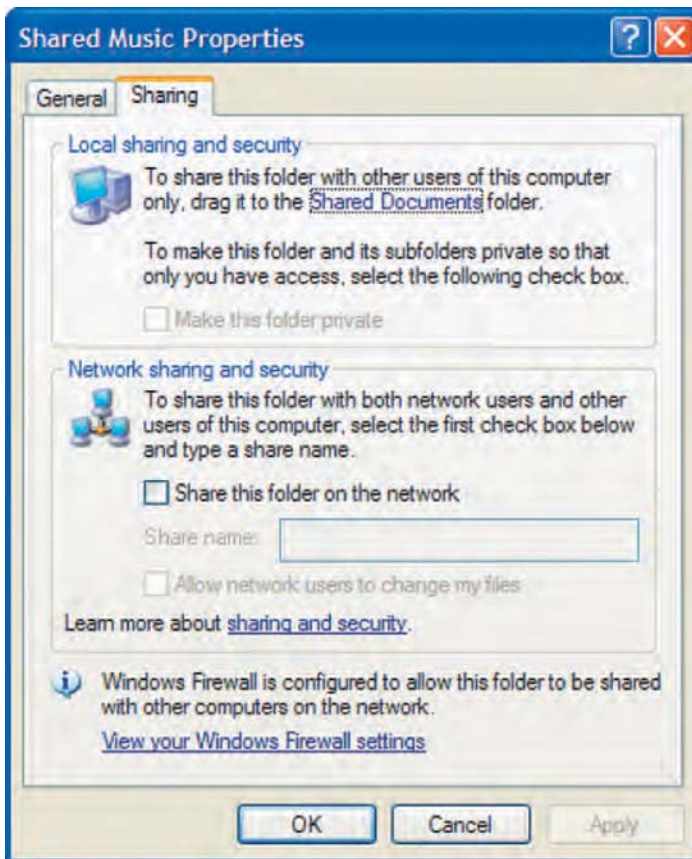 Shared Music Properties
General Sharing
Local sharing and security
To share this folder with other users of this computer
only, drag it to the Shared Documents folder.
To make this folder and its subfolders private so that
only you have access, select the following check box.
Make this folder private
Network sharing and security
To share this folder with both network users and other
users of this computer, select the first check box below
and type a share name.
Share this folder on the network
Share name:
Allow network users to change my files
Learn more about sharing and security.
Windows Firewall is configured to allow this folder to be shared
with other computers on the network.
View your Windows Firewall settings
OK Cancel Apply